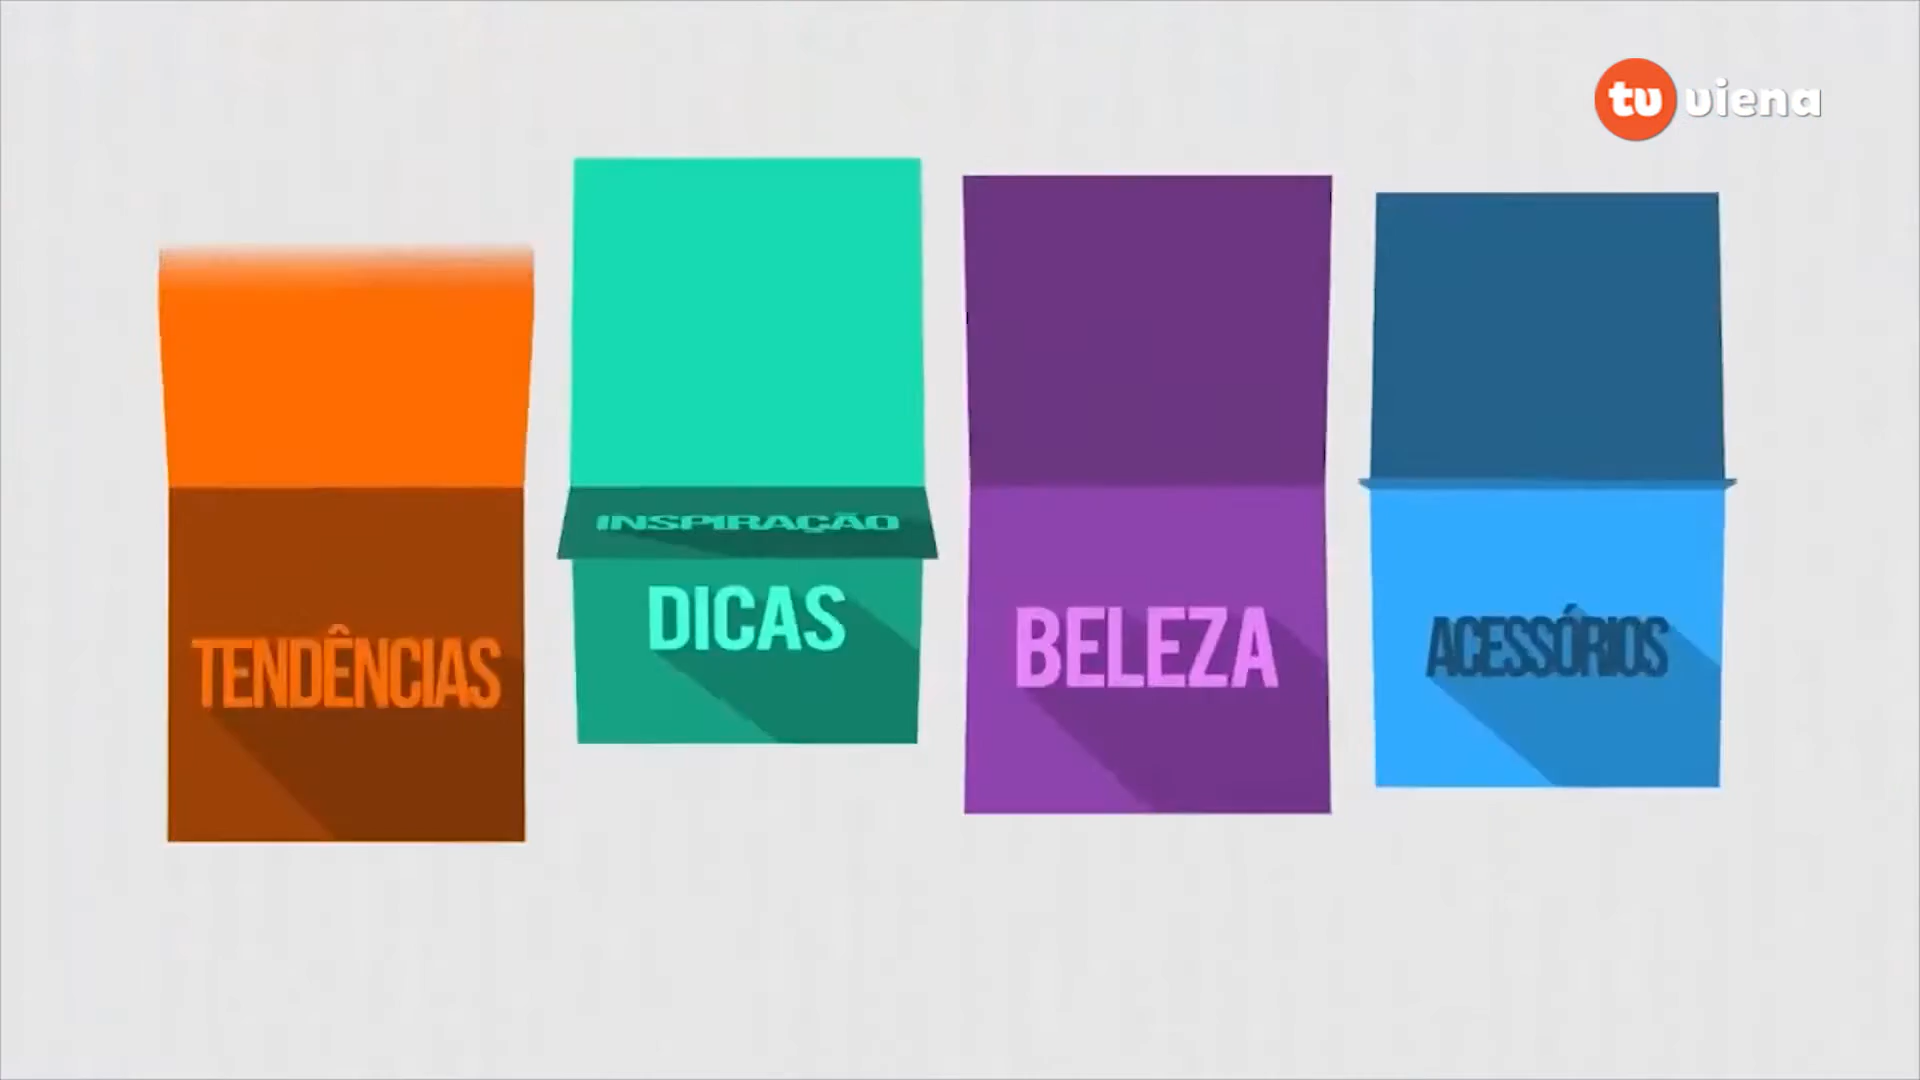 tu viena
INSPIRAÇÃO
TENDÊNCIAS
DICAS
BELEZA
ACESSÓRIOS